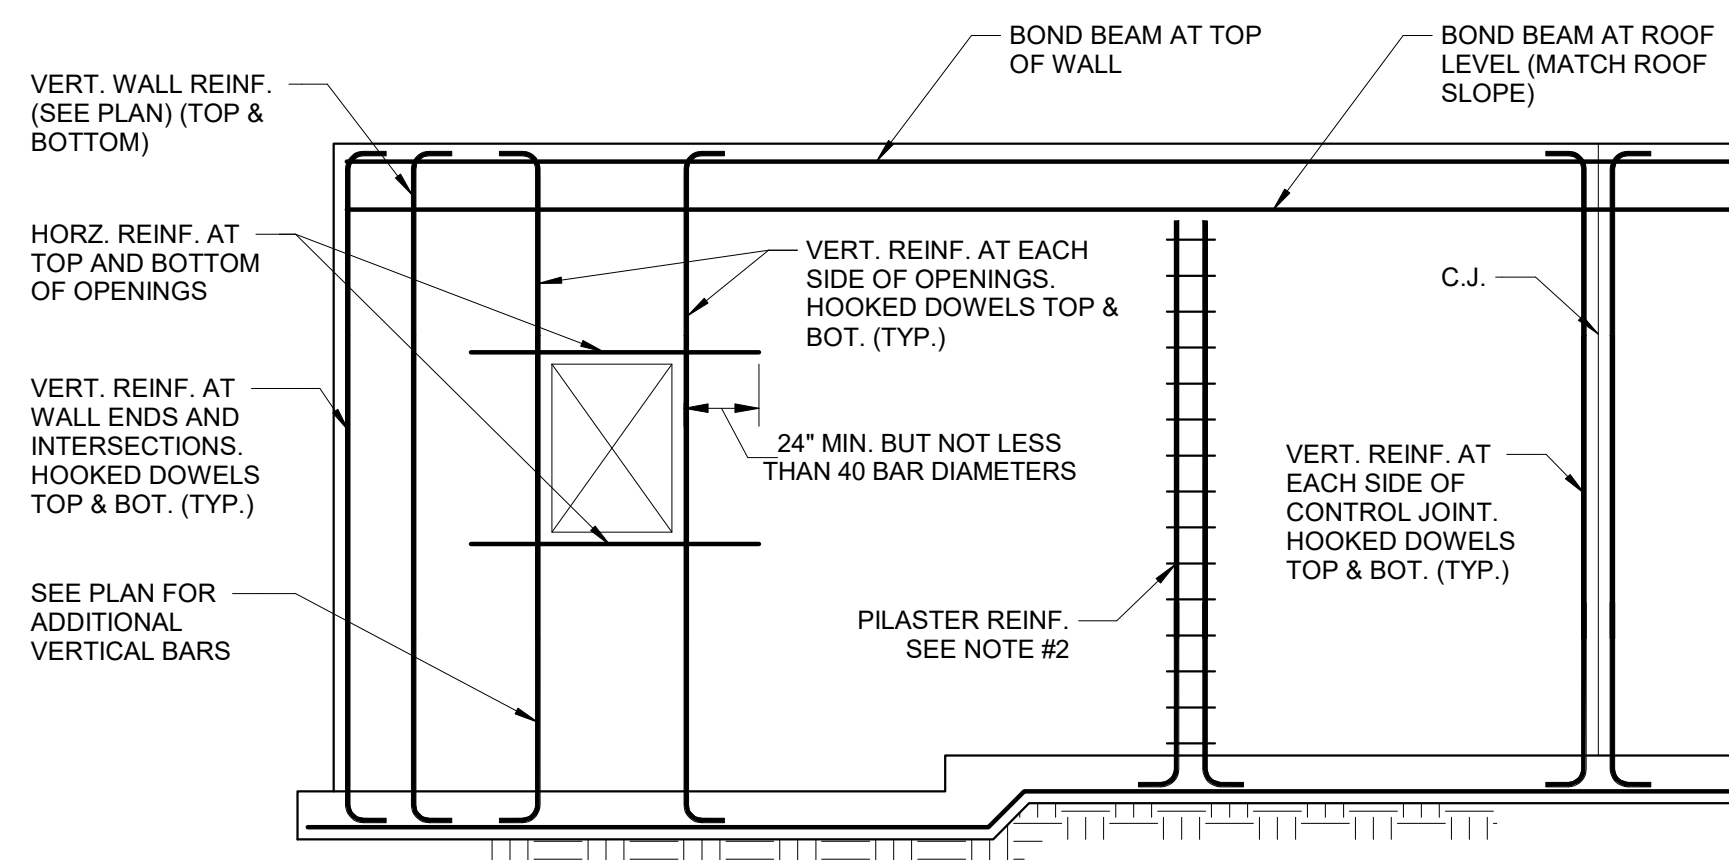 BOND BEAM AT TOP
OF WALL
BOND BEAM AT ROOF
LEVEL (MATCH ROOF
SLOPE)
VERT. WALL REINF.
(SEE PLAN) (TOP &
BOTTOM)
HORZ. REINF. AT
TOP AND BOTTOM
OF OPENINGS
VERT. REINF. AT EACH
SIDE OF OPENINGS.
HOOKED DOWELS TOP &
BOT. (TYP.)
C.J.
VERT. REINF. AT
WALL ENDS AND
INTERSECTIONS.
HOOKED DOWELS
TOP & BOT. (TYP.)
24" MIN. BUT NOT LESS
THAN 40 BAR DIAMETERS
VERT. REINF. AT
EACH SIDE OF
CONTROL JOINT.
HOOKED DOWELS
TOP & BOT. (TYP.)
SEE PLAN FOR
ADDITIONAL
VERTICAL BARS
PILASTER REINF.
SEE NOTE #2